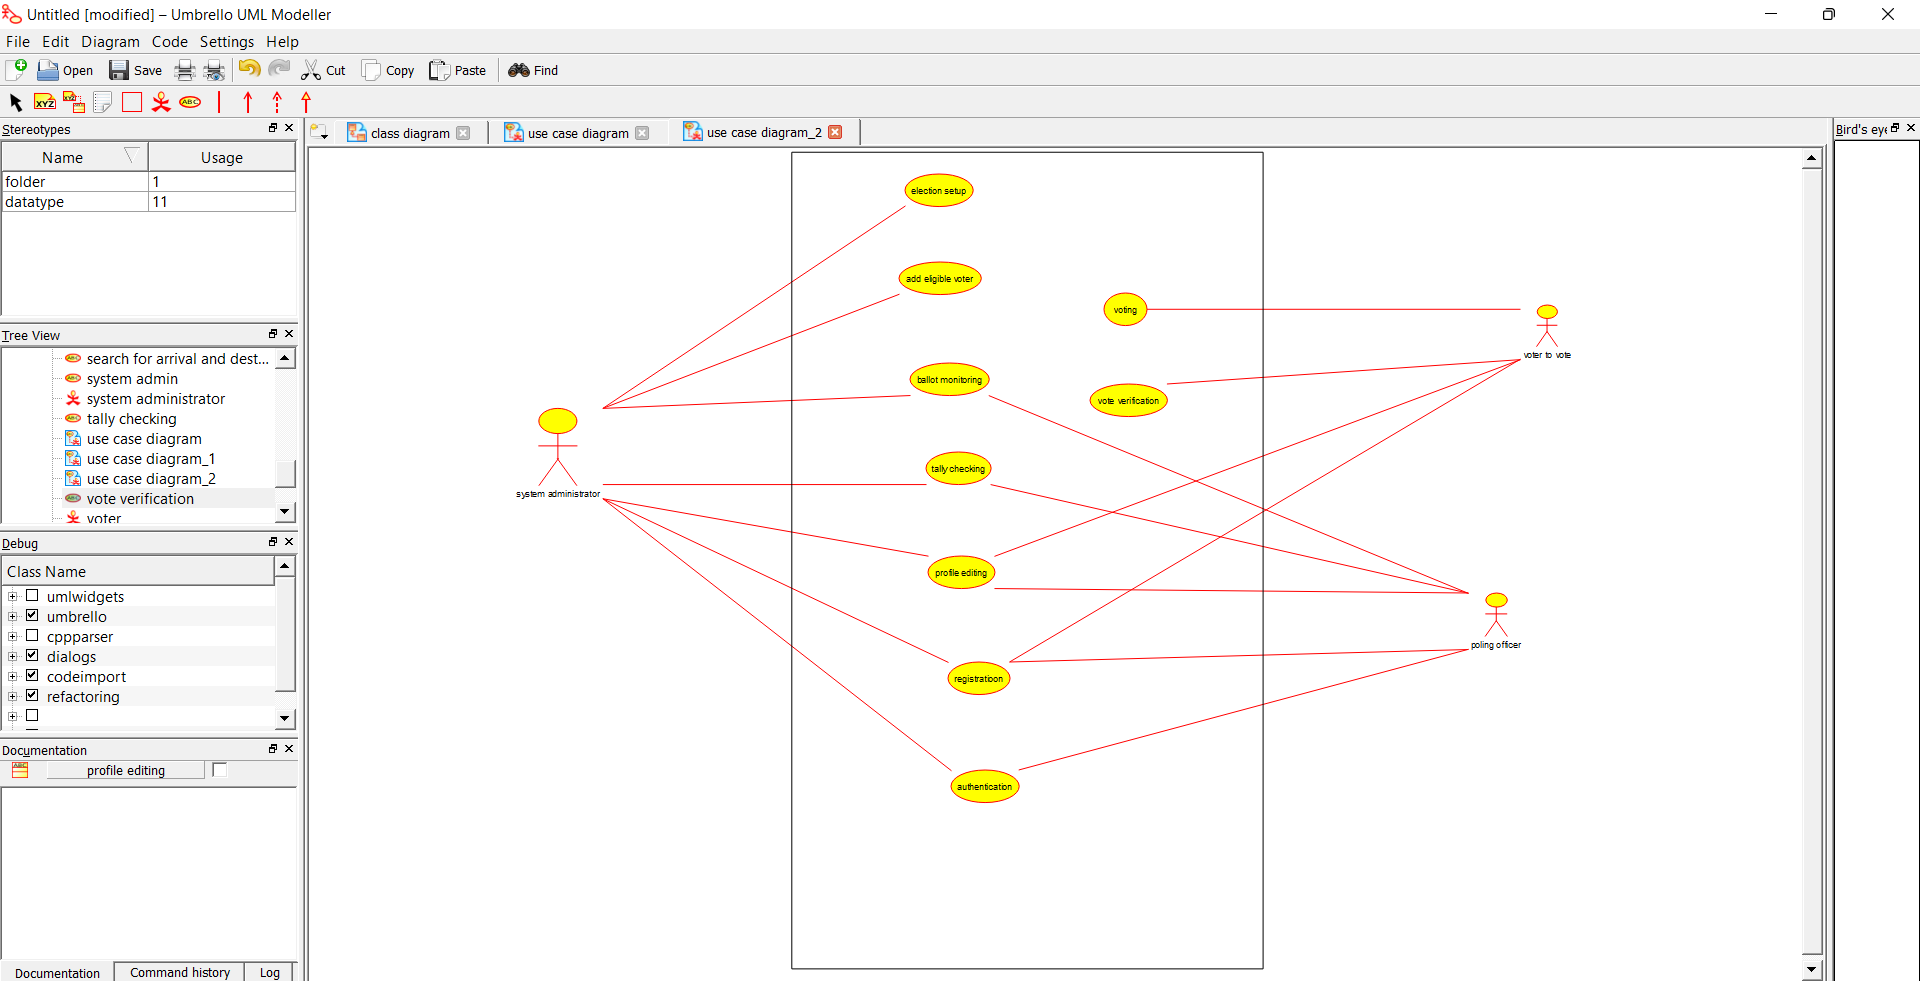 Untitled [modified] – Umbrello UML Modeller
File Edit Diagram Code Settings Help
Open Save Cut Copy Paste Find
XYZ XYZ ABC
Stereotypes
Name Usage
folder 1
datatype 11
Tree View
search for arrival and dest...
system admin
system administrator
tally checking
use case diagram
use case diagram_1
use case diagram_2
vote verification
voter
Debug
Class Name
umlwidgets
umbrello
cppparser
dialogs
codeimport
refactoring
Documentation
profile editing
Documentation Command history Log
class diagram use case diagram use case diagram_2
Bird's eye
election setup
add eligible voter
voting
voter to vote
ballot monitoring
vote verification
tally checking
system administrator
profile editing
poling officer
registratioon
authentication